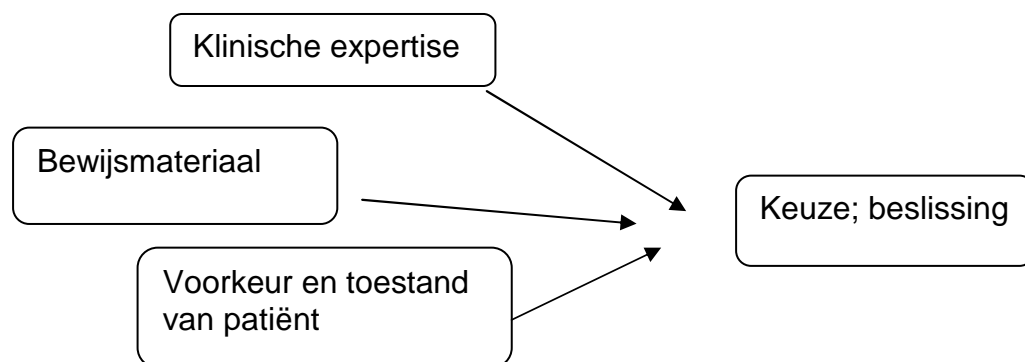 Klinische expertise
Bewijsmateriaal
Voorkeur en toestand
van patiënt
Keuze; beslissing